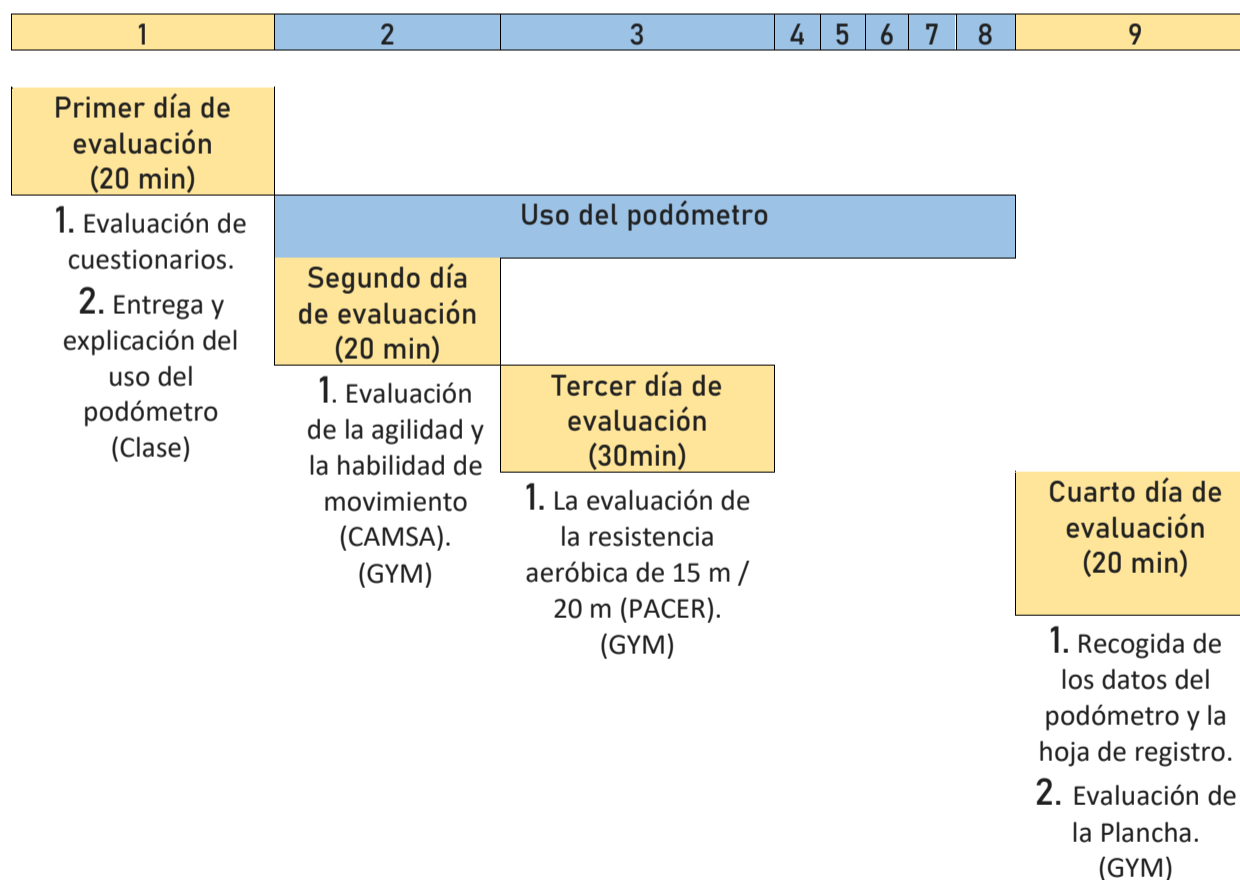 1 2 3 4 5 6 7 8 9
Primer día de
evaluación
(20 min)
1. Evaluación de
cuestionarios.
2. Entrega y
explicación del
uso del
podómetro
(Clase)
Uso del podómetro
Segundo día
de evaluación
(20 min)
1. Evaluación
de la agilidad y
la habilidad de
movimiento
(CAMSA).
(GYM)
Tercer día de
evaluación
(30min)
1. La evaluación de
la resistencia
aeróbica de 15 m /
20 m (PACER).
(GYM)
Cuarto día de
evaluación
(20 min)
1. Recogida de
los datos del
podómetro y la
hoja de registro.
2. Evaluación de
la Plancha.
(GYM)